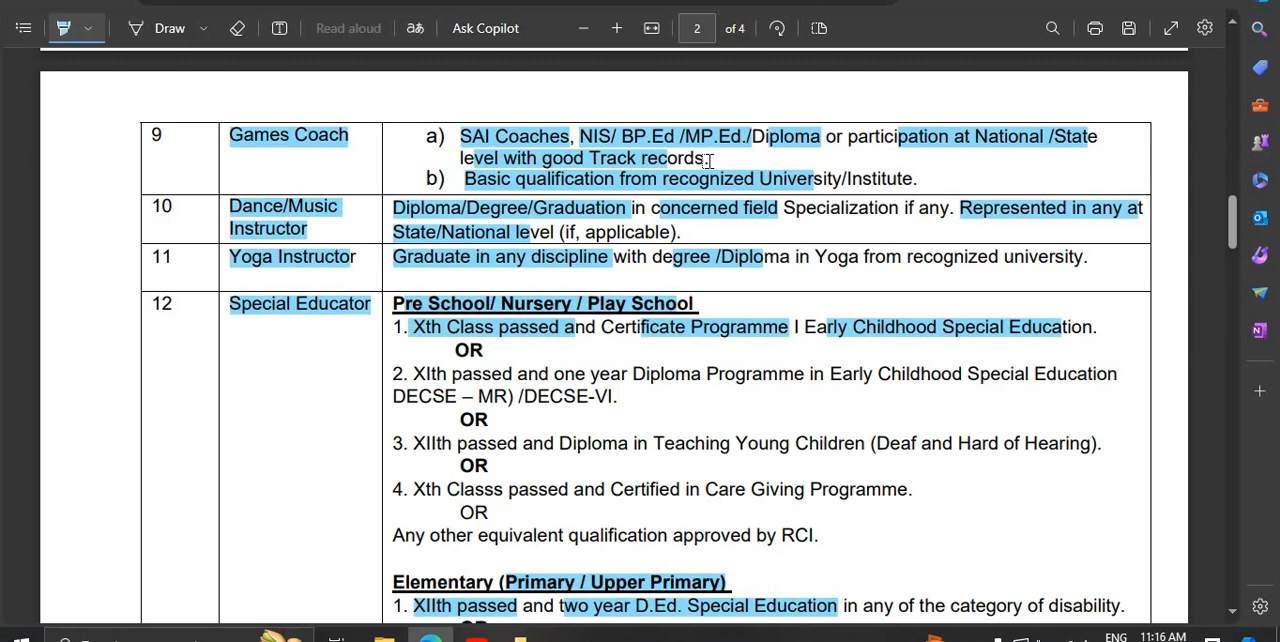 Draw
Read aloud
aあ
Ask Copilot
2
of 4
9
Games Coach
a) SAI Coaches, NIS/ BP.Ed /MP.Ed./Diploma or participation at National /State
level with good Track records.
b) Basic qualification from recognized University/Institute.
10
Dance/Music
Instructor
Diploma/Degree/Graduation in concerned field Specialization if any. Represented in any at
State/National level (if, applicable).
11
Yoga Instructor
Graduate in any discipline with degree /Diploma in Yoga from recognized university.
12
Special Educator
Pre School/ Nursery / Play School
1. Xth Class passed and Certificate Programme I Early Childhood Special Education.
OR
2. XIth passed and one year Diploma Programme in Early Childhood Special Education
DECSE – MR) /DECSE-VI.
OR
3. XIIth passed and Diploma in Teaching Young Children (Deaf and Hard of Hearing).
OR
4. Xth Classs passed and Certified in Care Giving Programme.
OR
Any other equivalent qualification approved by RCI.
Elementary (Primary / Upper Primary)
1. XIIth passed and two year D.Ed. Special Education in any of the category of disability.
ENG
11:16 AM